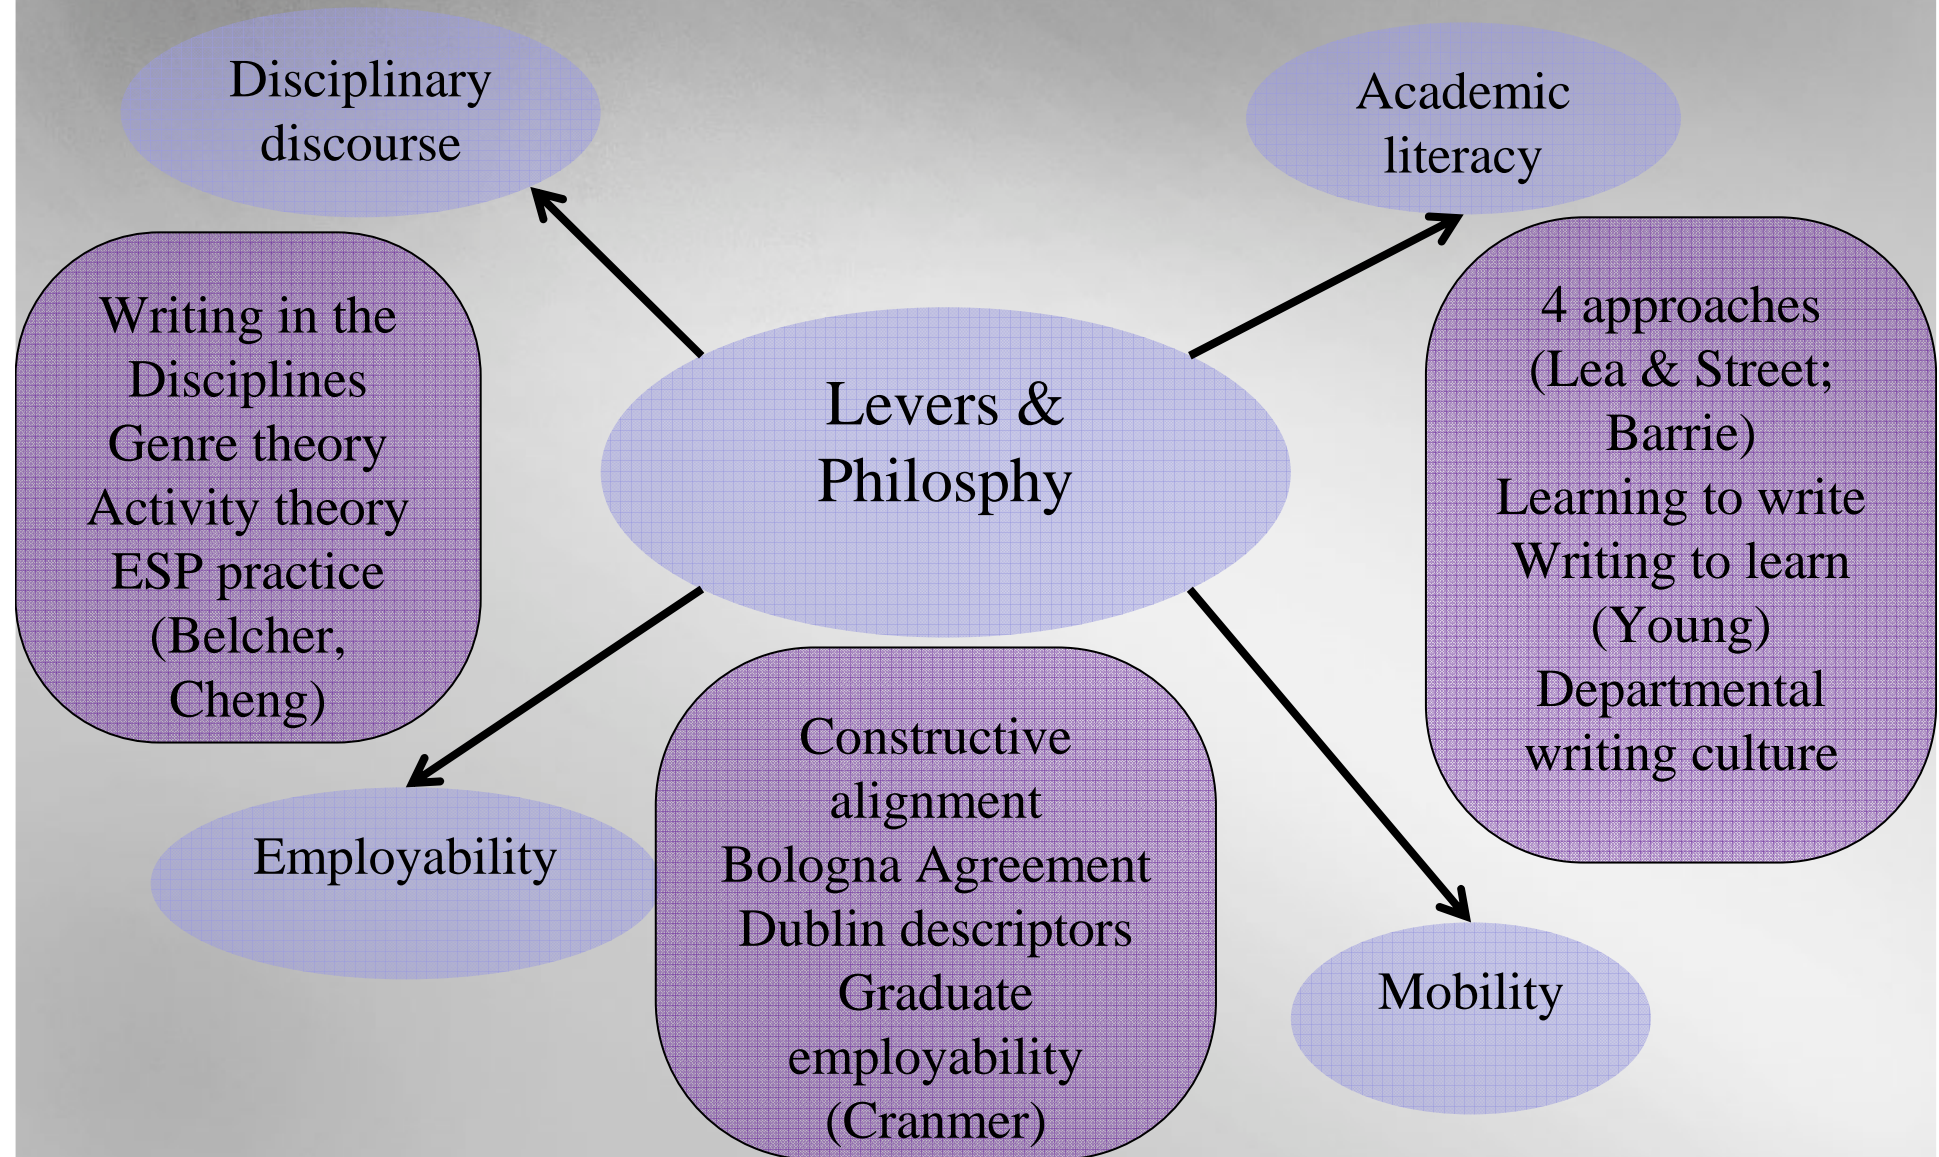 Disciplinary
discourse
Academic
literacy
Writing in the
Disciplines
Genre theory
Activity theory
ESP practice
(Belcher,
Cheng)
Levers &
Philosphy
4 approaches
(Lea & Street;
Barrie)
Learning to write
Writing to learn
(Young)
Departmental
writing culture
Employability
Constructive
alignment
Bologna Agreement
Dublin descriptors
Graduate
employability
(Cranmer)
Mobility